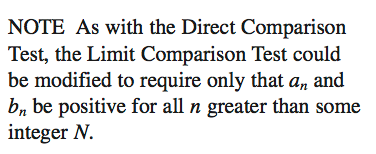 NOTE As with the Direct Comparison
Test, the Limit Comparison Test could
be modified to require only that aₙ and
bₙ be positive for all n greater than some
integer N.